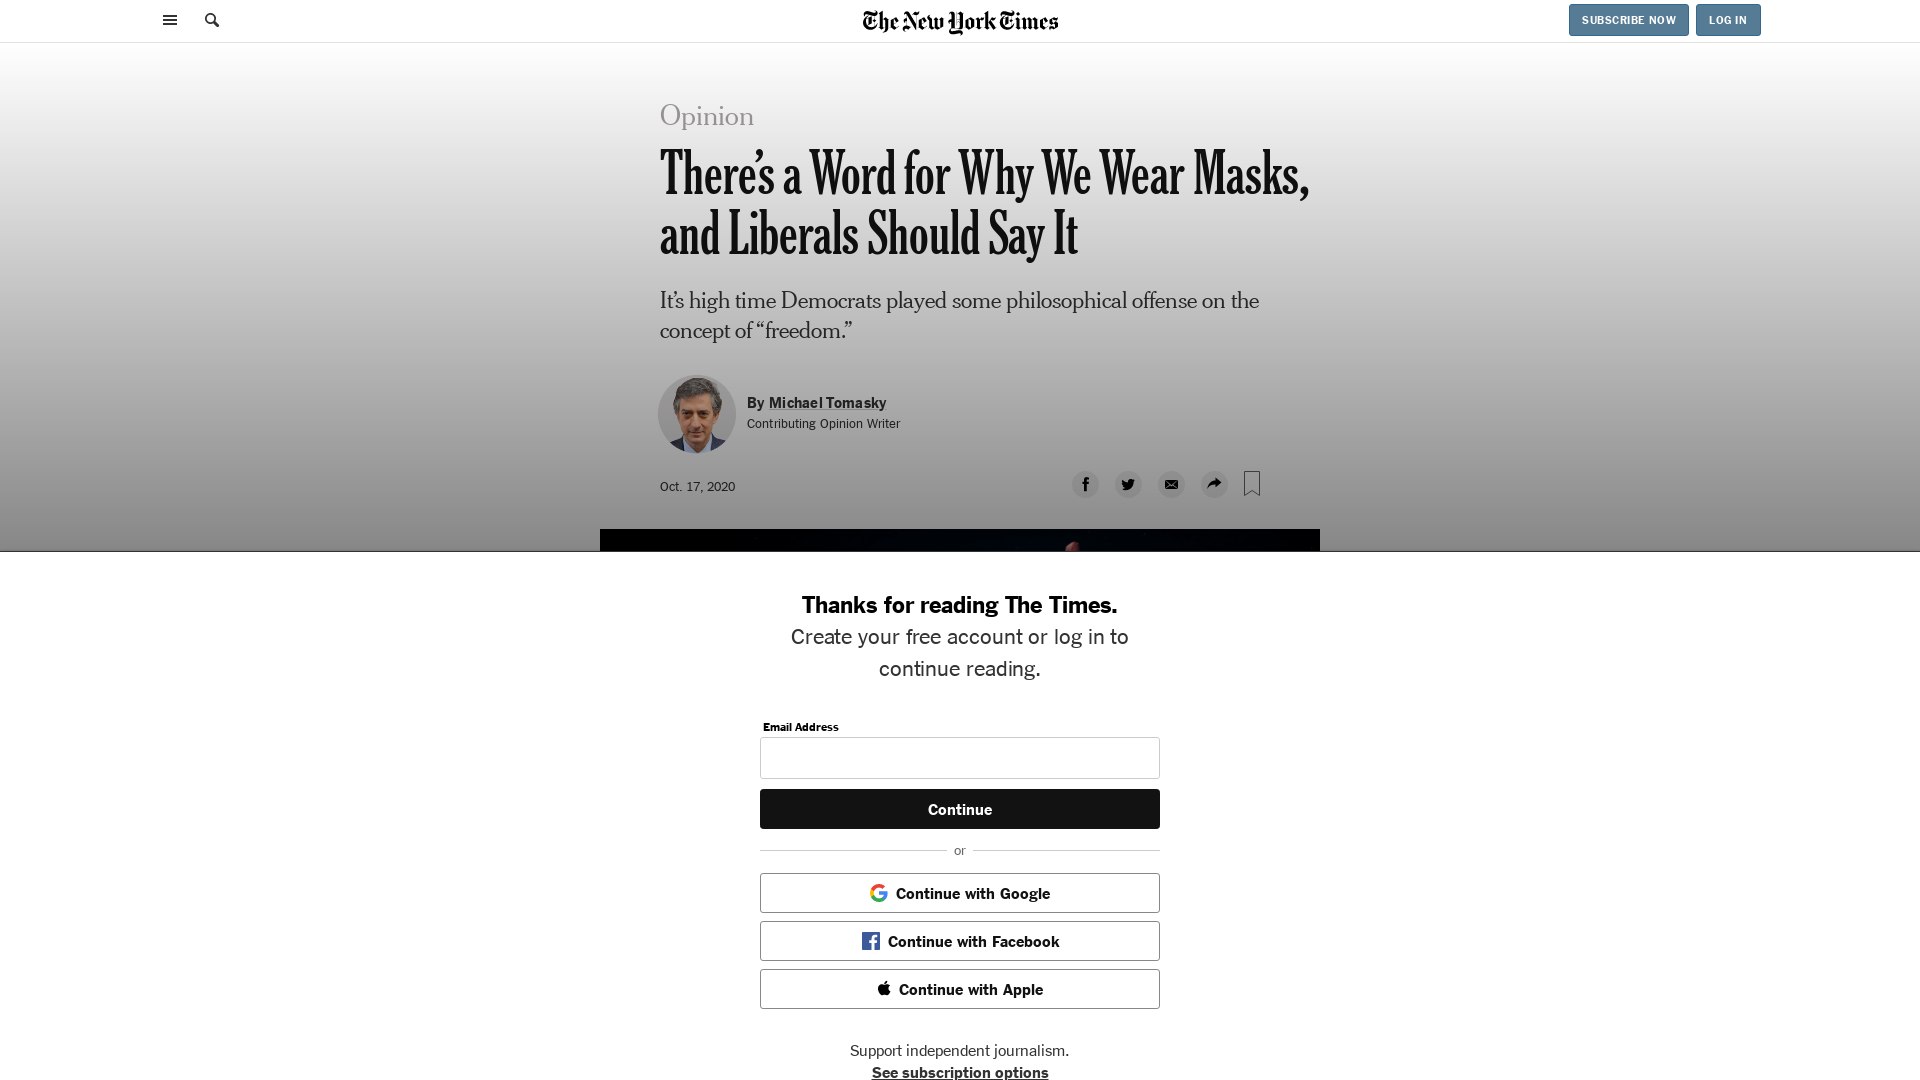 The New York Times
SUBSCRIBE NOW
LOG IN
Opinion
There’s a Word for Why We Wear Masks,
and Liberals Should Say It
It’s high time Democrats played some philosophical offense on the
concept of “freedom.”
By Michael Tomasky
Contributing Opinion Writer
Oct. 17, 2020
Thanks for reading The Times.
Create your free account or log in to
continue reading.
Email Address
Continue
or
Continue with Google
Continue with Facebook
Continue with Apple
Support independent journalism.
See subscription options